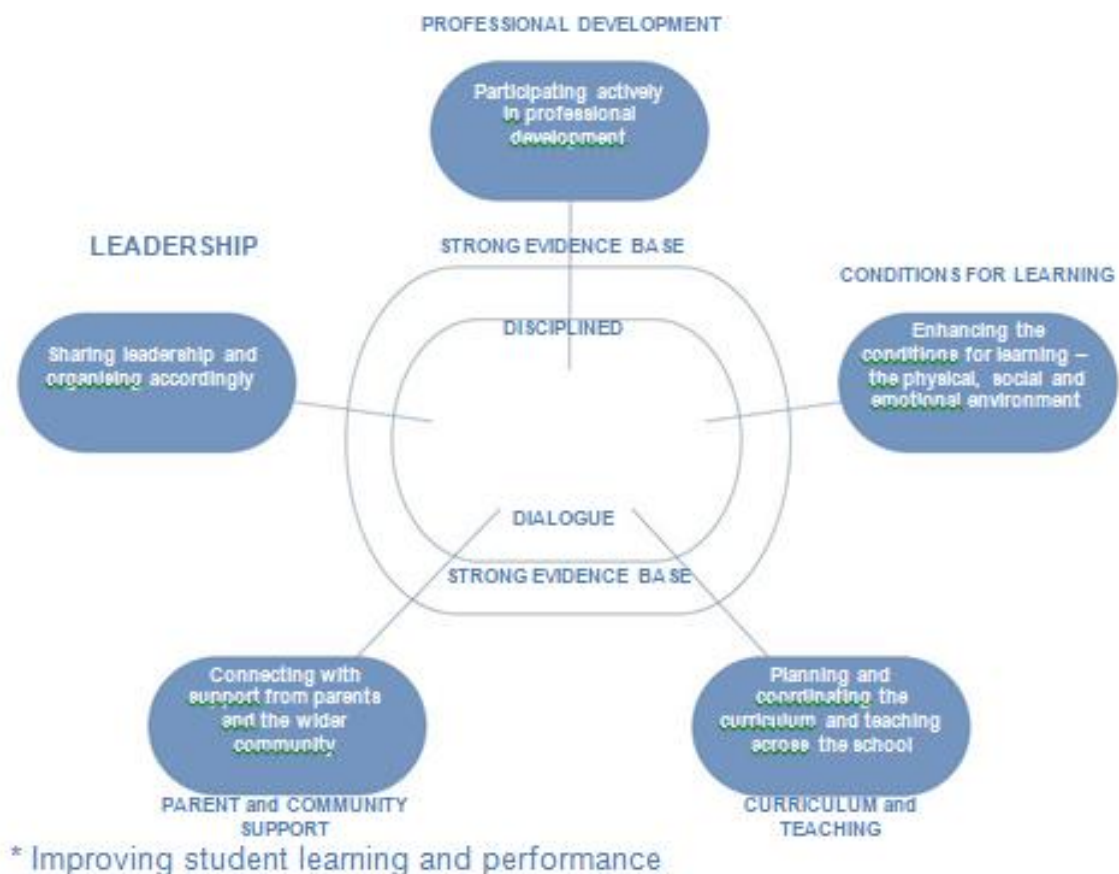 PROFESSIONAL DEVELOPMENT
Participating actively
in professional
development
LEADERSHIP
STRONG EVIDENCE BASE
CONDITIONS FOR LEARNING
Sharing leadership and
organising accordingly
DISCIPLINED
Enhancing the
conditions for learning –
the physical, social and
emotional environment
DIALOGUE
STRONG EVIDENCE BASE
Connecting with
support from parents
and the wider
community
PARENT and COMMUNITY
SUPPORT
Planning and
coordinating the
curriculum and teaching
across the school
CURRICULUM and
TEACHING
* Improving student learning and performance